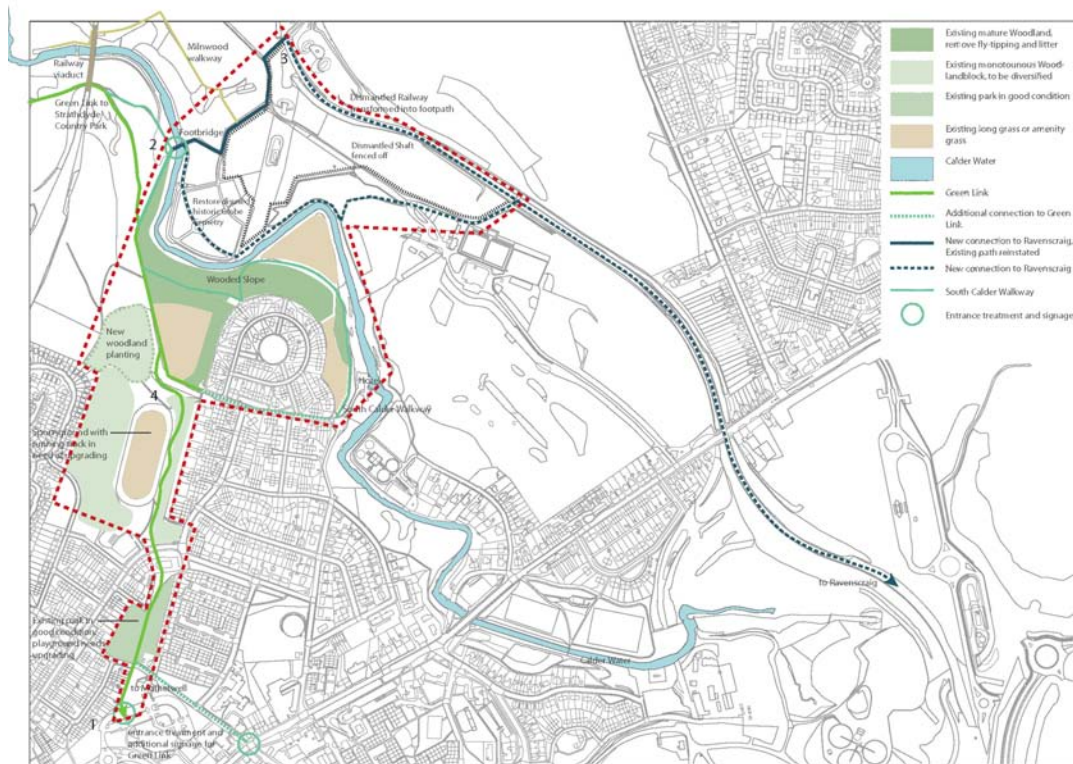 Milnwood
walkway
3
Railway
viaduct
Green Link to
Strathclyde
Country Park
Dismantled Railway
transformed into footpath
Footbridge
2
Dismantled Shaft
fenced off
Restore
historic
Wooded Slope
New
woodland
planting
4
South Calder Walkway
Sportsground with
running track in
need of upgrading
to Ravenscraig
Existing park in
good condition,
playground needs
upgrading
Calder Water
to Motherwell
1
entrance treatment and
additional signage for
Green Link
Existing mature Woodland,
remove fly-tipping and litter
Existing monotounous Wood-
landblock, to be diversified
Existing park in good condition
Existing long grass or amenity
grass
Calder Water
Green Link
Additional connection to Green
Link
New connection to Ravenscraig,
Existing path reinstated
New connection to Ravenscraig
South Calder Walkway
Entrance treatment and signage